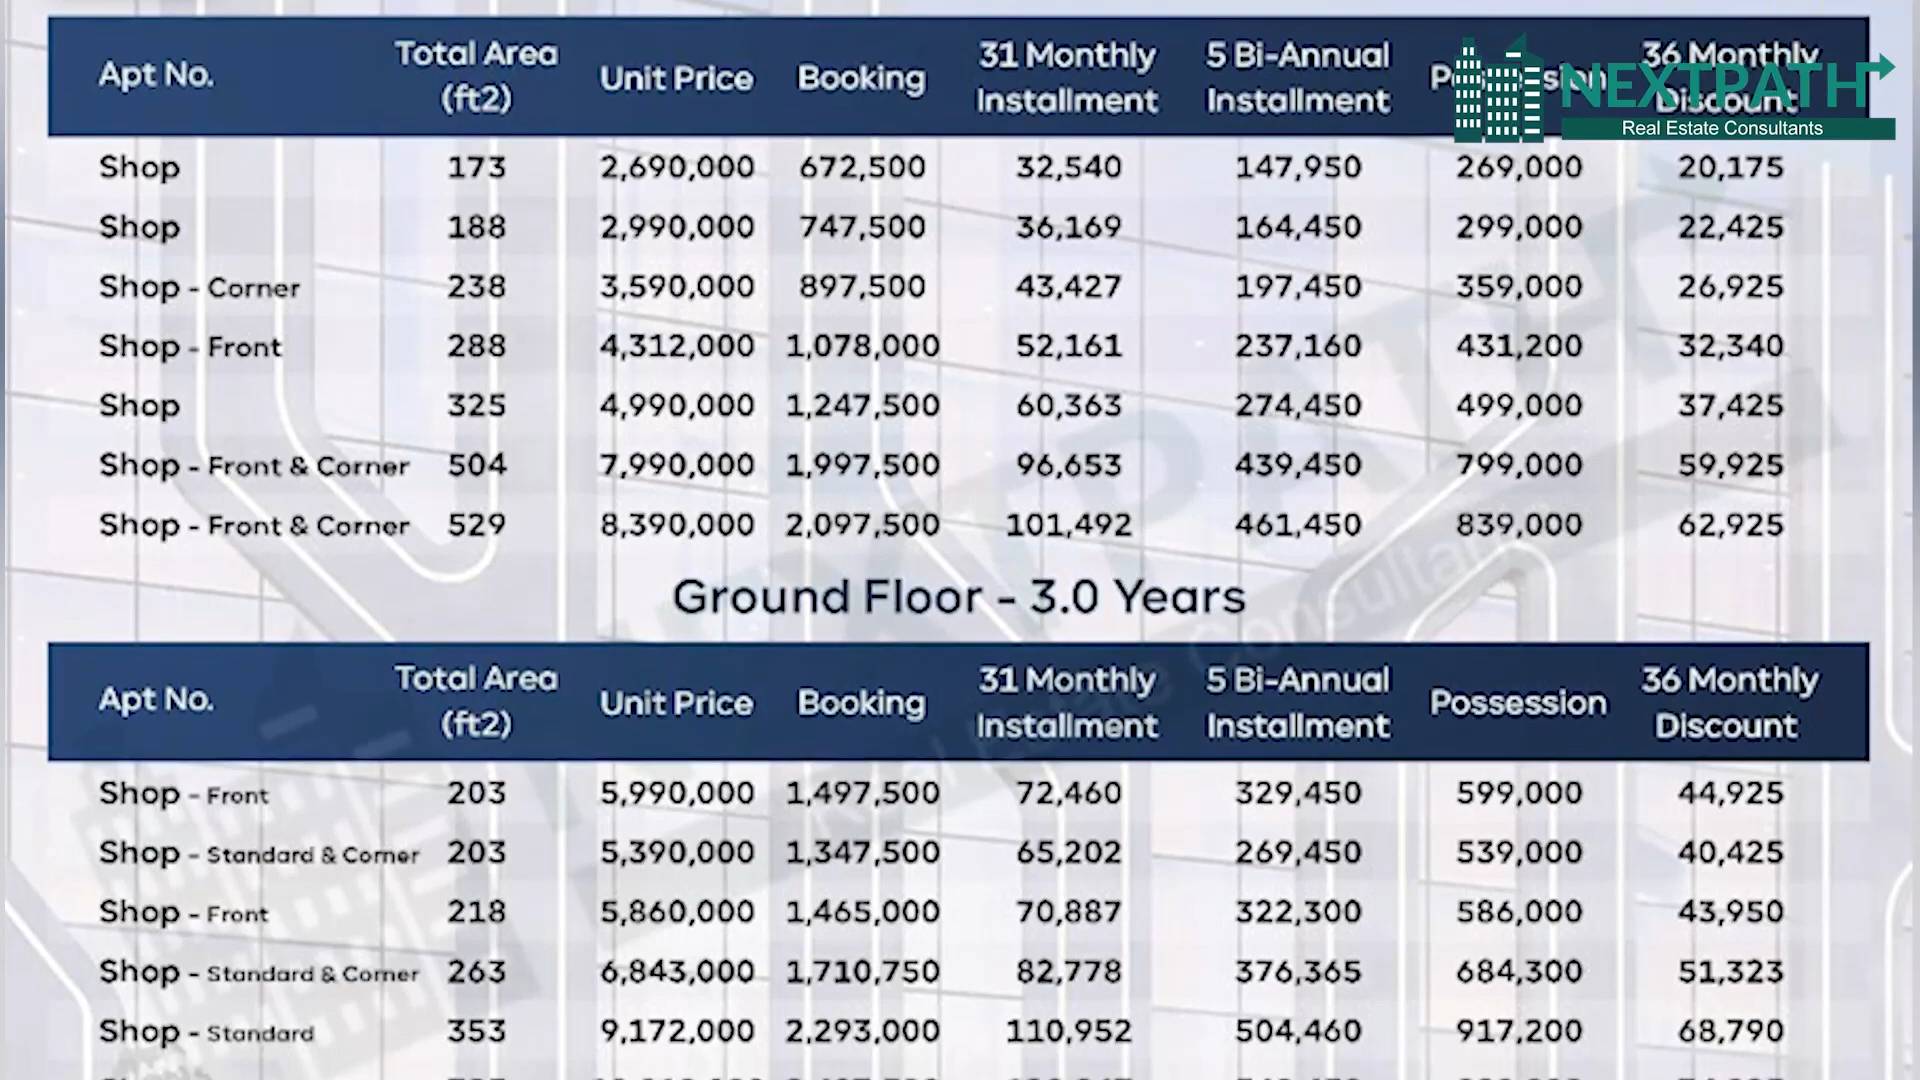 Apt No. Total Area (ft2) Unit Price Booking 31 Monthly Installment 5 Bi-Annual Installment 36 Monthly Discount
NEXTPATH
Real Estate Consultants
Shop 173 2,690,000 672,500 32,540 147,950 269,000 20,175
Shop 188 2,990,000 747,500 36,169 164,450 299,000 22,425
Shop - Corner 238 3,590,000 897,500 43,427 197,450 359,000 26,925
Shop - Front 288 4,312,000 1,078,000 52,161 237,160 431,200 32,340
Shop 325 4,990,000 1,247,500 60,363 274,450 499,000 37,425
Shop - Front & Corner 504 7,990,000 1,997,500 96,653 439,450 799,000 59,925
Shop - Front & Corner 529 8,390,000 2,097,500 101,492 461,450 839,000 62,925
Ground Floor - 3.0 Years
Apt No. Total Area (ft2) Unit Price Booking 31 Monthly Installment 5 Bi-Annual Installment Possession 36 Monthly Discount
Shop - Front 203 5,990,000 1,497,500 72,460 329,450 599,000 44,925
Shop - Standard & Corner 203 5,390,000 1,347,500 65,202 269,450 539,000 40,425
Shop - Front 218 5,860,000 1,465,000 70,887 322,300 586,000 43,950
Shop - Standard & Corner 263 6,843,000 1,710,750 82,778 376,365 684,300 51,323
Shop - Standard 353 9,172,000 2,293,000 110,952 504,460 917,200 68,790